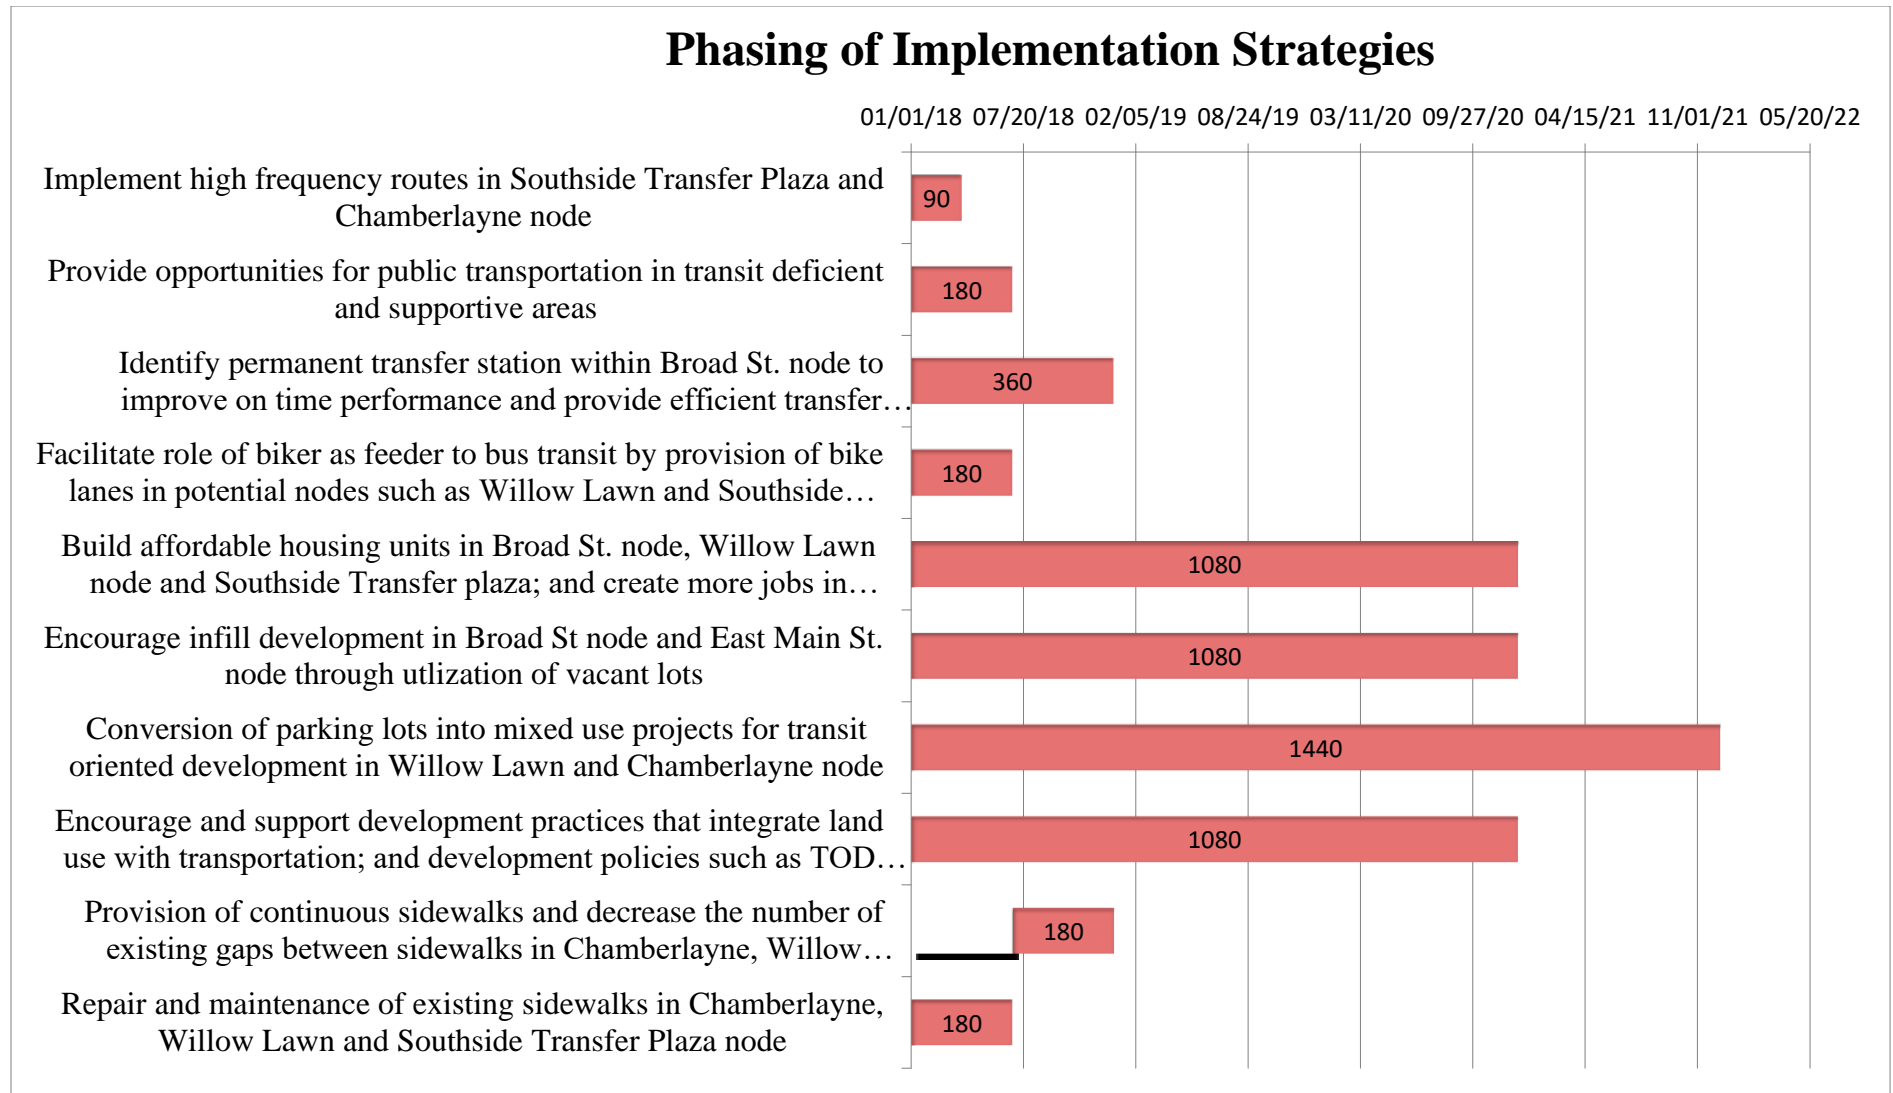 Phasing of Implementation Strategies
01/01/18 07/20/18 02/05/19 08/24/19 03/11/20 09/27/20 04/15/21 11/01/21 05/20/22
Implement high frequency routes in Southside Transfer Plaza and
Chamberlayne node
90
Provide opportunities for public transportation in transit deficient
and supportive areas
180
Identify permanent transfer station within Broad St. node to
improve on time performance and provide efficient transfer…
360
Facilitate role of biker as feeder to bus transit by provision of bike
lanes in potential nodes such as Willow Lawn and Southside…
180
Build affordable housing units in Broad St. node, Willow Lawn
node and Southside Transfer plaza; and create more jobs in…
1080
Encourage infill development in Broad St node and East Main St.
node through utlization of vacant lots
1080
Conversion of parking lots into mixed use projects for transit
oriented development in Willow Lawn and Chamberlayne node
1440
Encourage and support development practices that integrate land
use with transportation; and development policies such as TOD…
1080
Provision of continuous sidewalks and decrease the number of
existing gaps between sidewalks in Chamberlayne, Willow…
180
Repair and maintenance of existing sidewalks in Chamberlayne,
Willow Lawn and Southside Transfer Plaza node
180